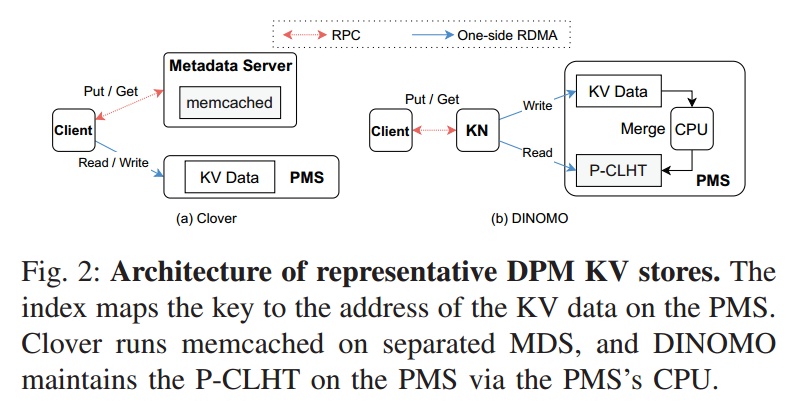 RPC
One-side RDMA
Metadata Server
memcached
Put / Get
Client
Read / Write
KV Data
PMS
(a) Clover
Put / Get
Client
KN
Write
Read
KV Data
Merge
CPU
P-CLHT
PMS
(b) DINOMO
Fig. 2: Architecture of representative DPM KV stores. The
index maps the key to the address of the KV data on the PMS.
Clover runs memcached on separated MDS, and DINOMO
maintains the P-CLHT on the PMS via the PMS's CPU.